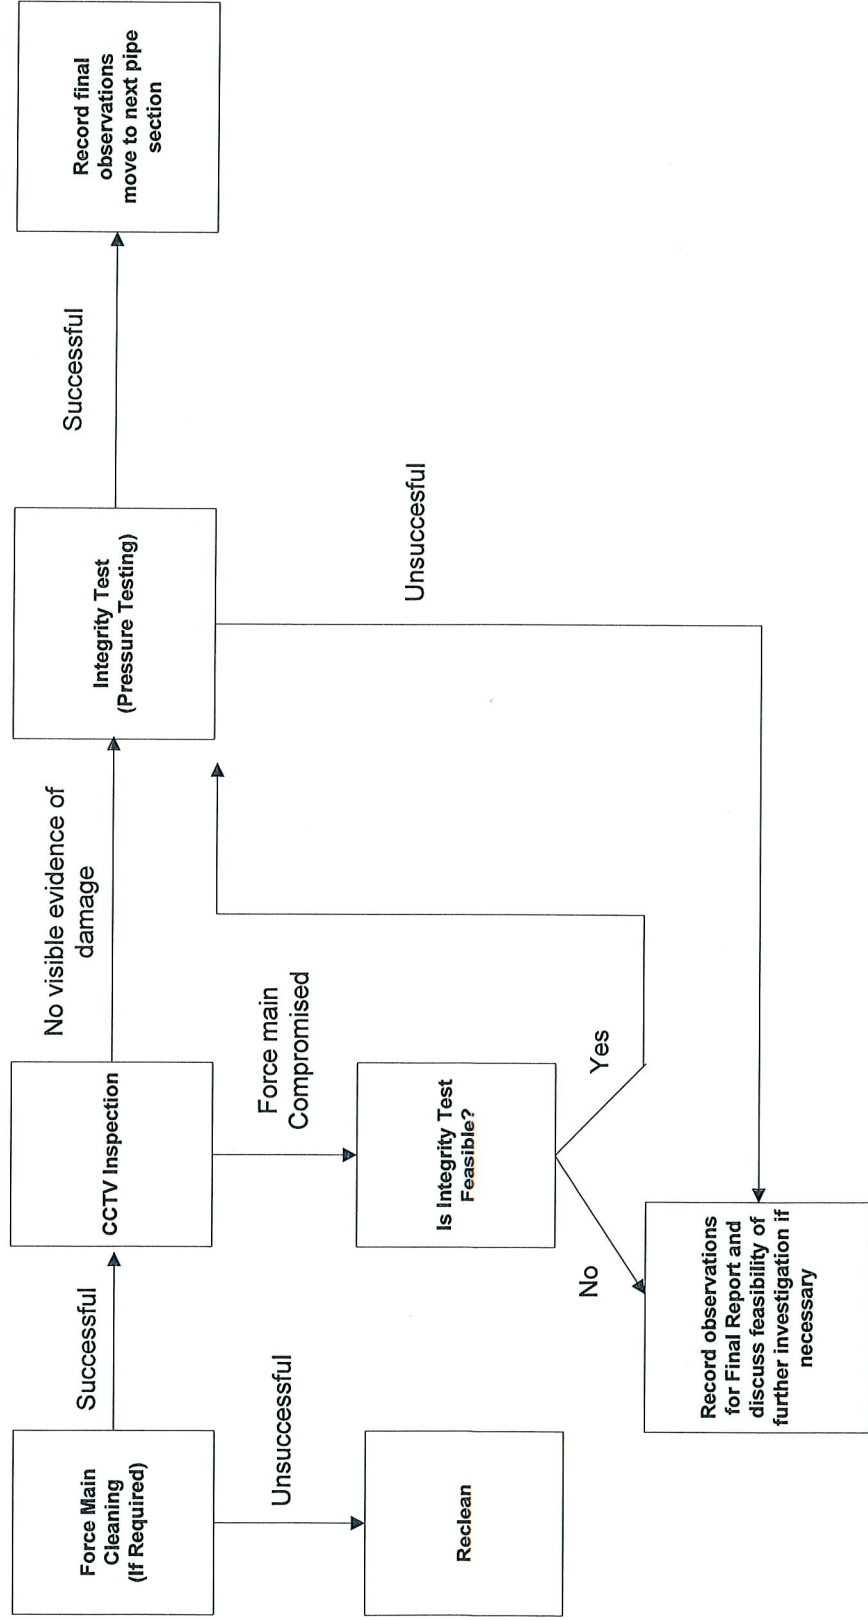 Force Main
Cleaning
(If Required)
Successful
CCTV Inspection
No visible evidence of
damage
Integrity Test
(Pressure Testing)
Successful
Record final
observations
move to next pipe
section
Unsuccessful
Reclean
Force main
Compromised
Is Integrity Test
Feasible?
Yes
No
Unsuccesful
Record observations
for Final Report and
discuss feasibility of
further investigation if
necessary